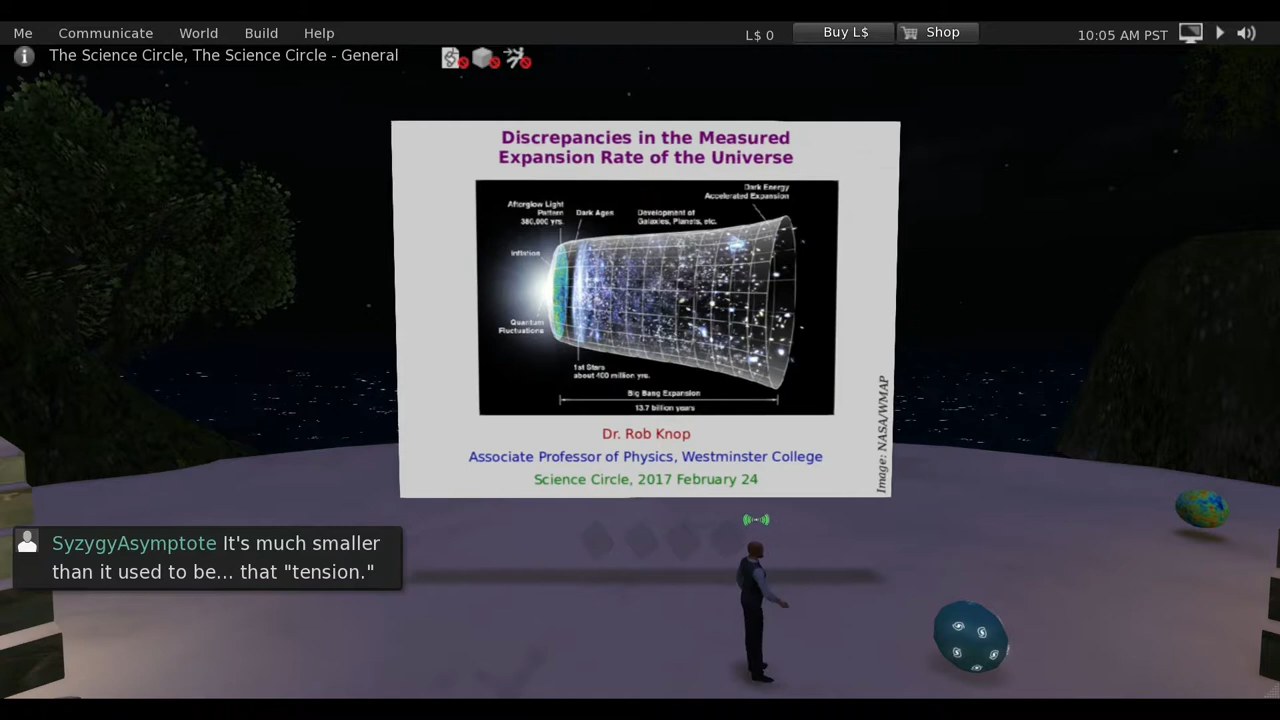 Me Communicate World Build Help L$ 0 Buy L$ Shop 10:05 AM PST
The Science Circle, The Science Circle - General
Discrepancies in the Measured
Expansion Rate of the Universe
Dark Energy
Accelerated Expansion
Afterglow Light
Pattern
380,000 yrs.
Dark Ages
Development of
Galaxies, Planets, etc.
Inflation
Quantum
Fluctuations
1st Stars
about 400 million yrs.
Big Bang Expansion
13.7 billion years
Image: NASA/WMAP
Dr. Rob Knop
Associate Professor of Physics, Westminster College
Science Circle, 2017 February 24
SyzygyAsymptote It's much smaller
than it used to be... that "tension."